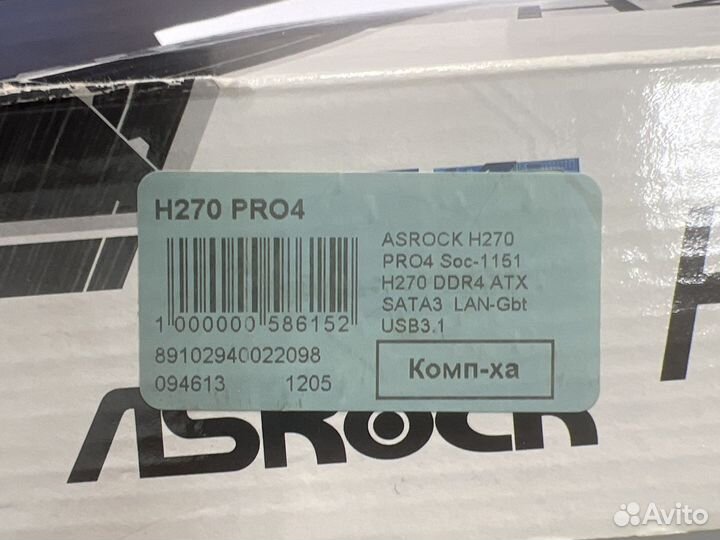 H270 PRO4
ASROCK H270
PRO4 Soc-1151
H270 DDR4 ATX
SATA3 LAN-Gbt
USB3.1
1 000000 586152
89102940022098
094613 1205
Комп-ха
ASROCK
Avito